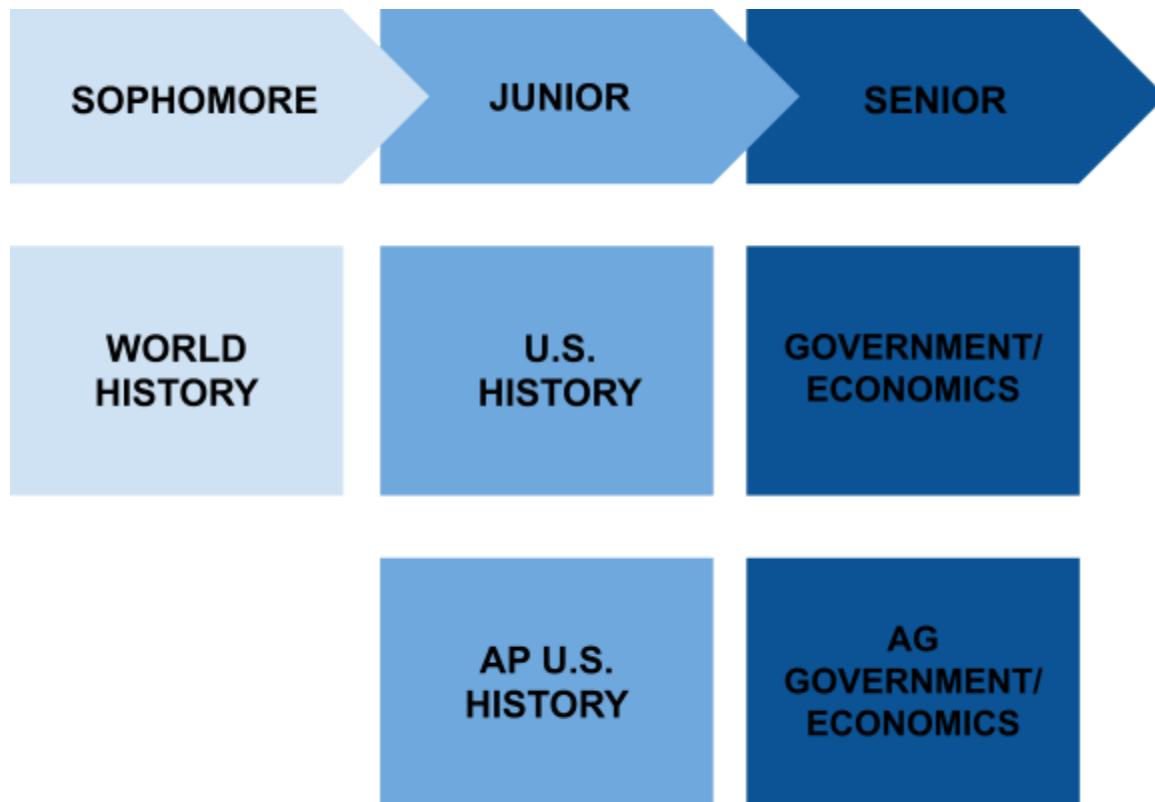 SOPHOMORE
JUNIOR
SENIOR
WORLD
HISTORY
U.S.
HISTORY
GOVERNMENT/
ECONOMICS
AP U.S.
HISTORY
AG
GOVERNMENT/
ECONOMICS